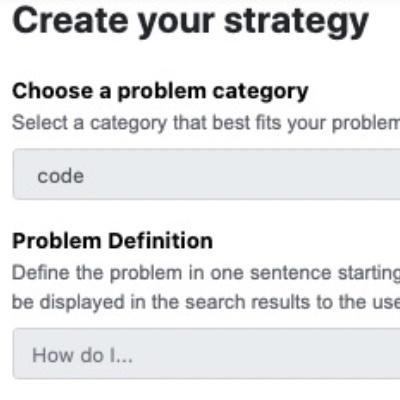 Create your strategy
Choose a problem category
Select a category that best fits your problem
code
Problem Definition
Define the problem in one sentence starting
be displayed in the search results to the use
How do I...